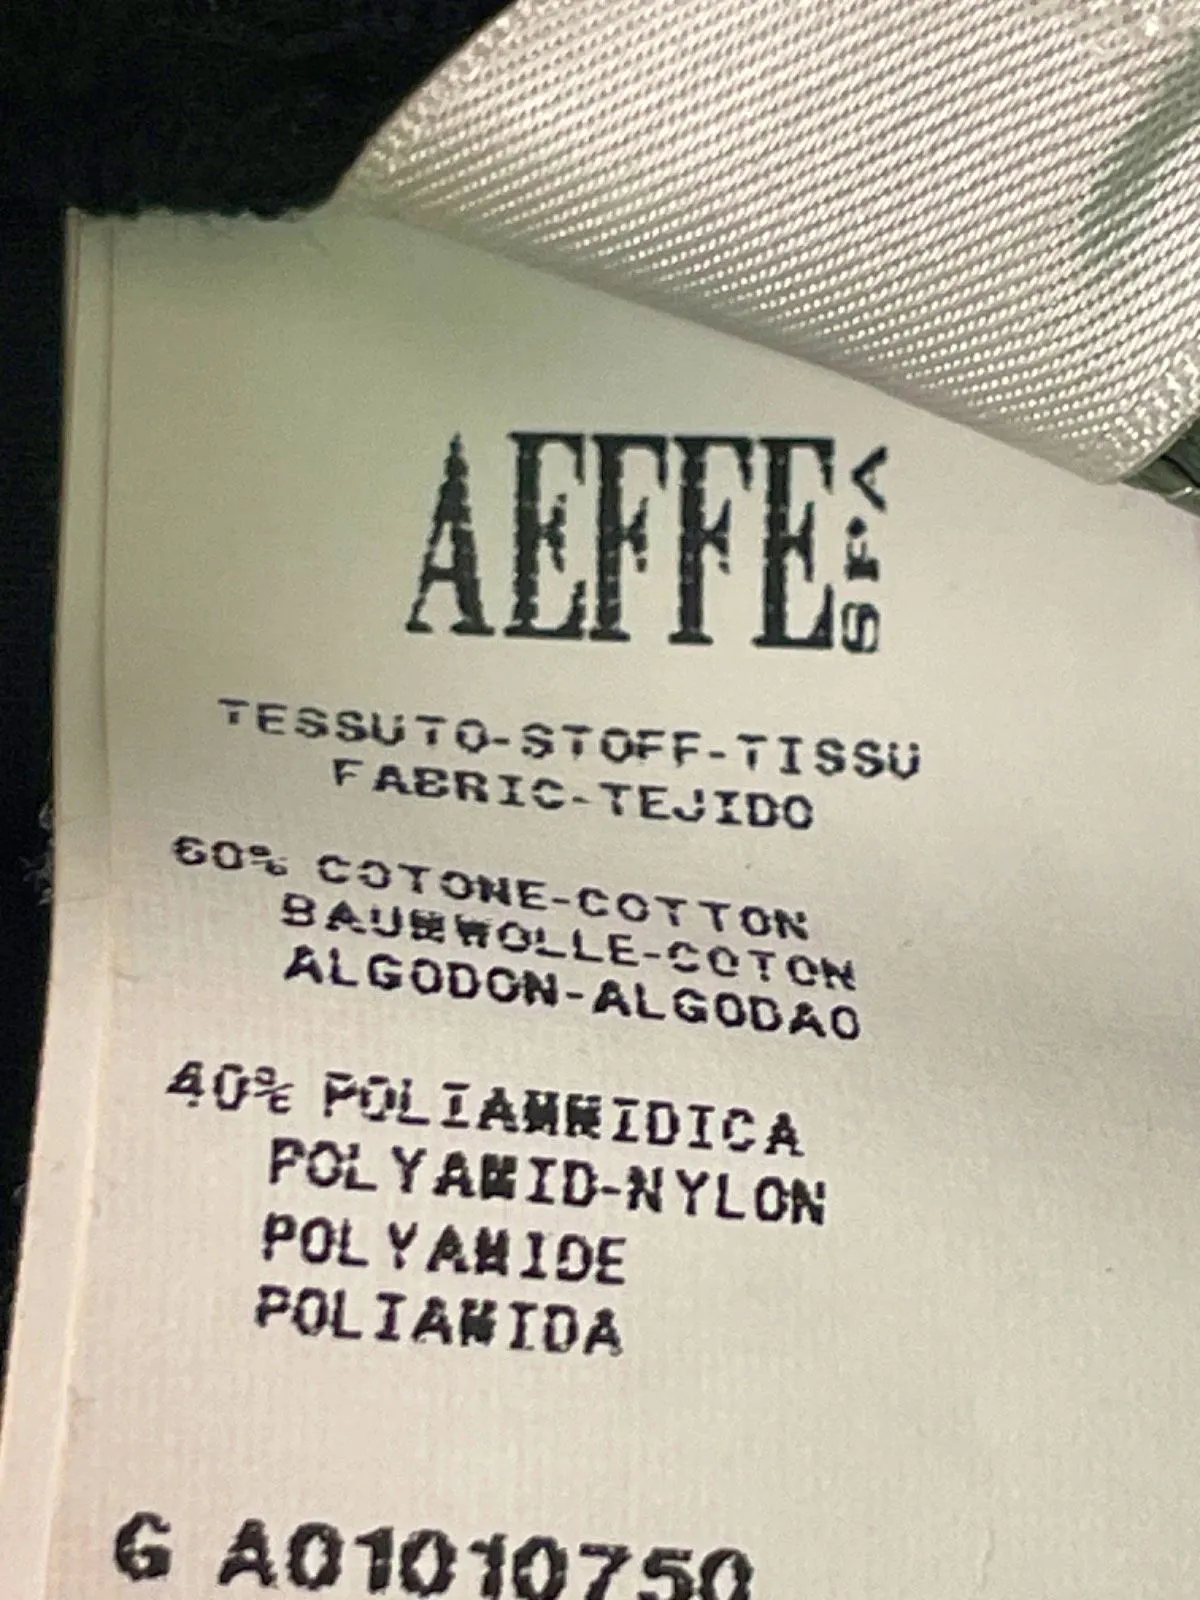 AEFFE SPA
TESSUTO-STOFF-TISSU
FABRIC-TEJIDO
60% COTONE-COTTON
BAUMWOLLE-COTON
ALGODON-ALGODAO
40% POLIAMMIDICA
POLYAMID-NYLON
POLYAMIDE
POLIAMIDA
G A01010750